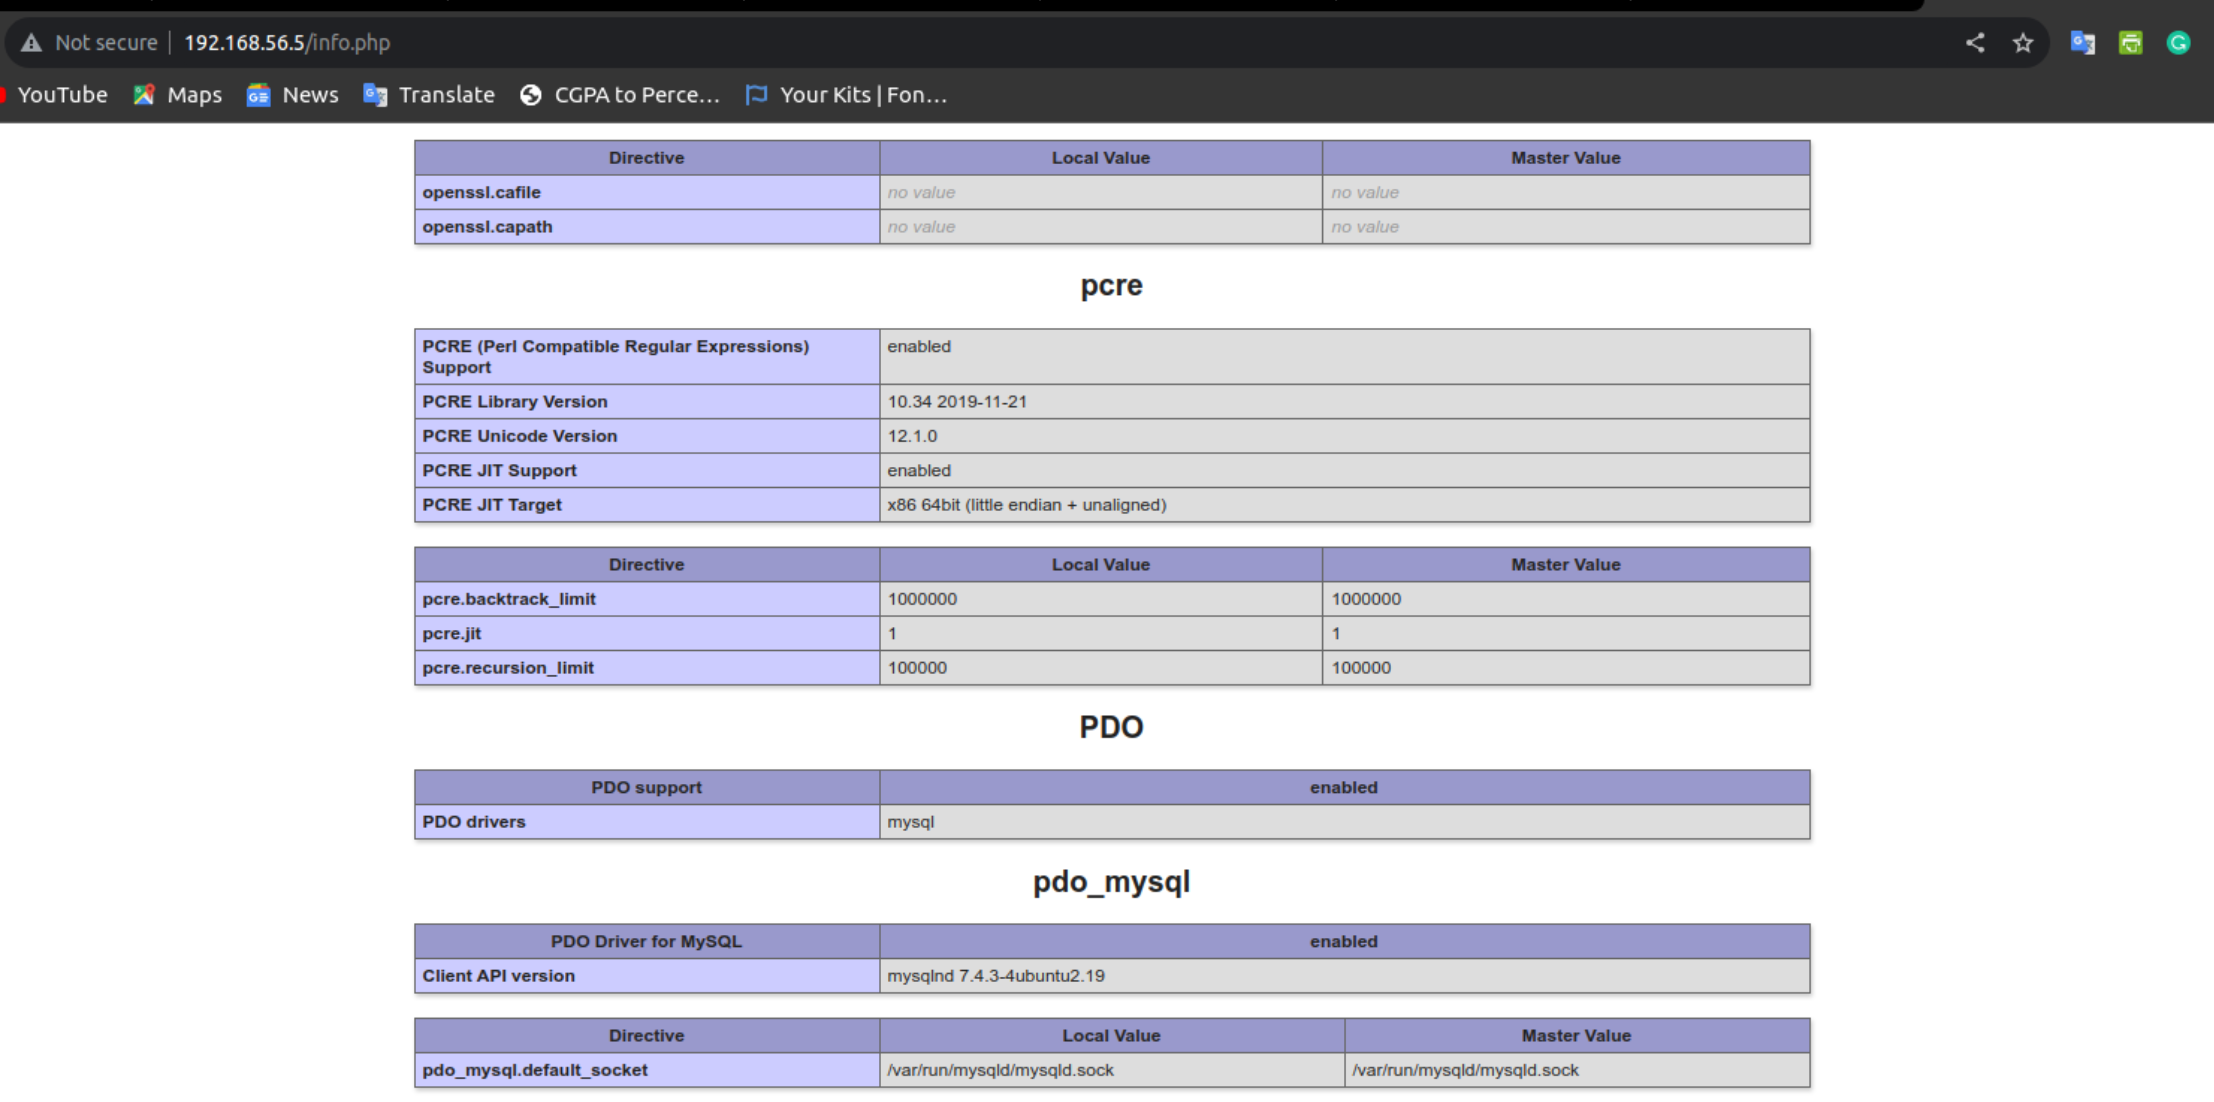 Not secure | 192.168.56.5/info.php
YouTube Maps News Translate CGPA to Perce... Your Kits | Fon...
Directive Local Value Master Value
openssl.cafile no value no value
openssl.capath no value no value
pcre
PCRE (Perl Compatible Regular Expressions) enabled
Support
PCRE Library Version 10.34 2019-11-21
PCRE Unicode Version 12.1.0
PCRE JIT Support enabled
PCRE JIT Target x86 64bit (little endian + unaligned)
Directive Local Value Master Value
pcre.backtrack_limit 1000000 1000000
pcre.jit 1 1
pcre.recursion_limit 100000 100000
PDO
PDO support enabled
PDO drivers mysql
pdo_mysql
PDO Driver for MySQL enabled
Client API version mysqlnd 7.4.3-4ubuntu2.19
Directive Local Value Master Value
pdo_mysql.default_socket /var/run/mysqld/mysqld.sock /var/run/mysqld/mysqld.sock